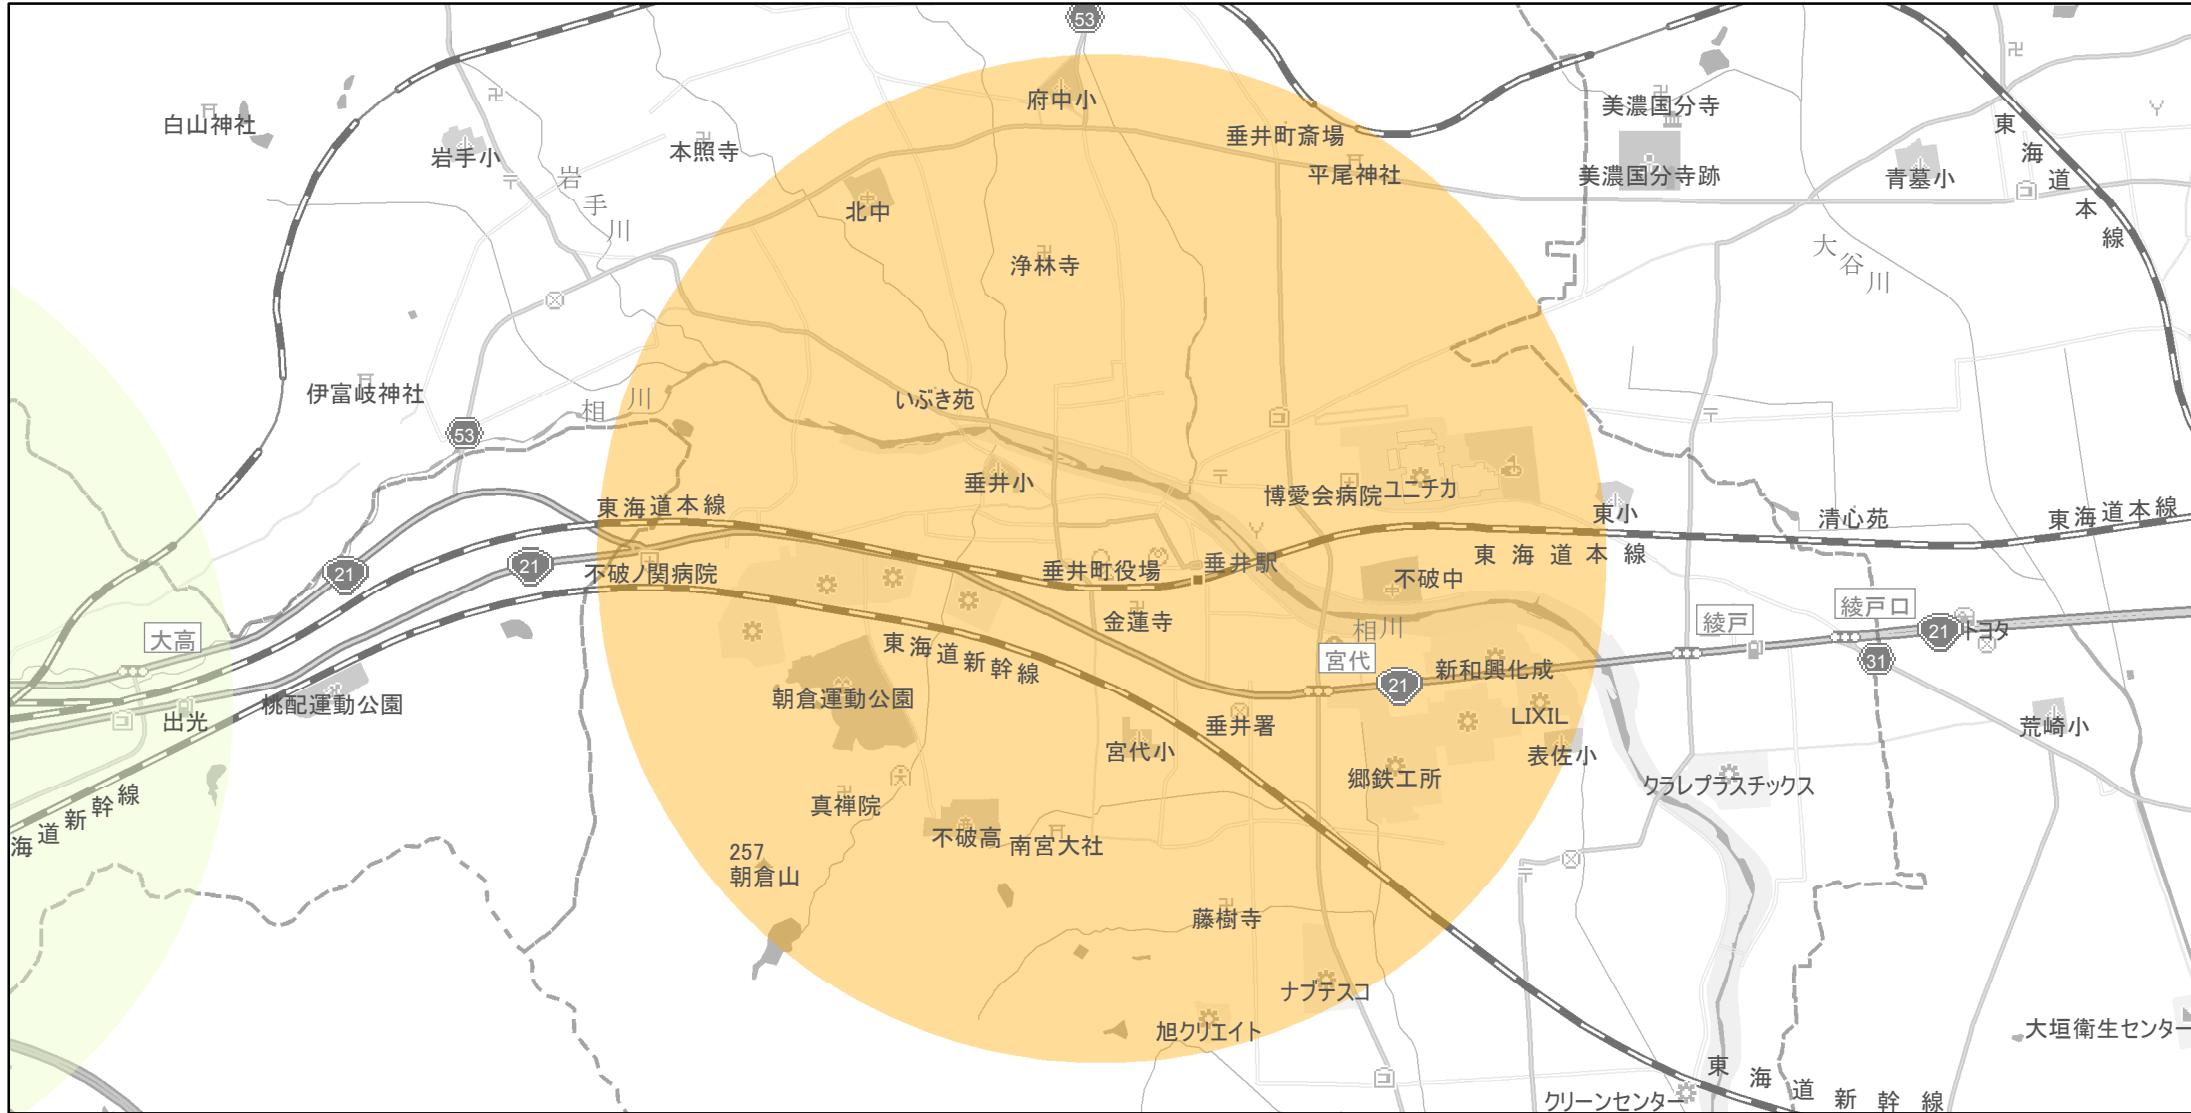 53
府中小
白山神社
岩手小
本照寺
垂井町斎場
平尾神社
美濃国分寺
美濃国分寺跡
青墓小
東海道本線
岩手川
北中
浄林寺
大谷川
伊富岐神社
相川
いぶき苑
53
垂井小
博愛会病院
ユニチカ
東海道本線
東小
清心苑
東海道本線
東海道本線
21
21
不破ノ関病院
垂井町役場
垂井駅
不破中
金蓮寺
相川
大高
東海道新幹線
宮代
綾戸
綾戸口
21
トヨタ
31
新和興化成
21
桃配運動公園
出光
朝倉運動公園
垂井署
LIXIL
荒崎小
宮代小
表佐小
郷鉄工所
クラレプラスチックス
海道新幹線
真禅院
不破高
南宮大社
257
朝倉山
藤樹寺
ナブテスコ
旭クリエイト
大垣衛生センター
東海道新幹線
クリーンセンター